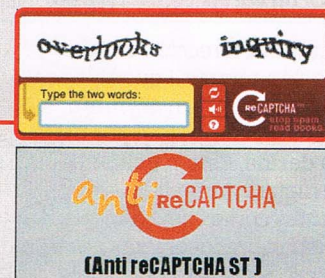 overlooks inquiry
Type the two words:
reCAPTCHA™
stop spam.
read books.
anti reCAPTCHA
(Anti reCAPTCHA ST )